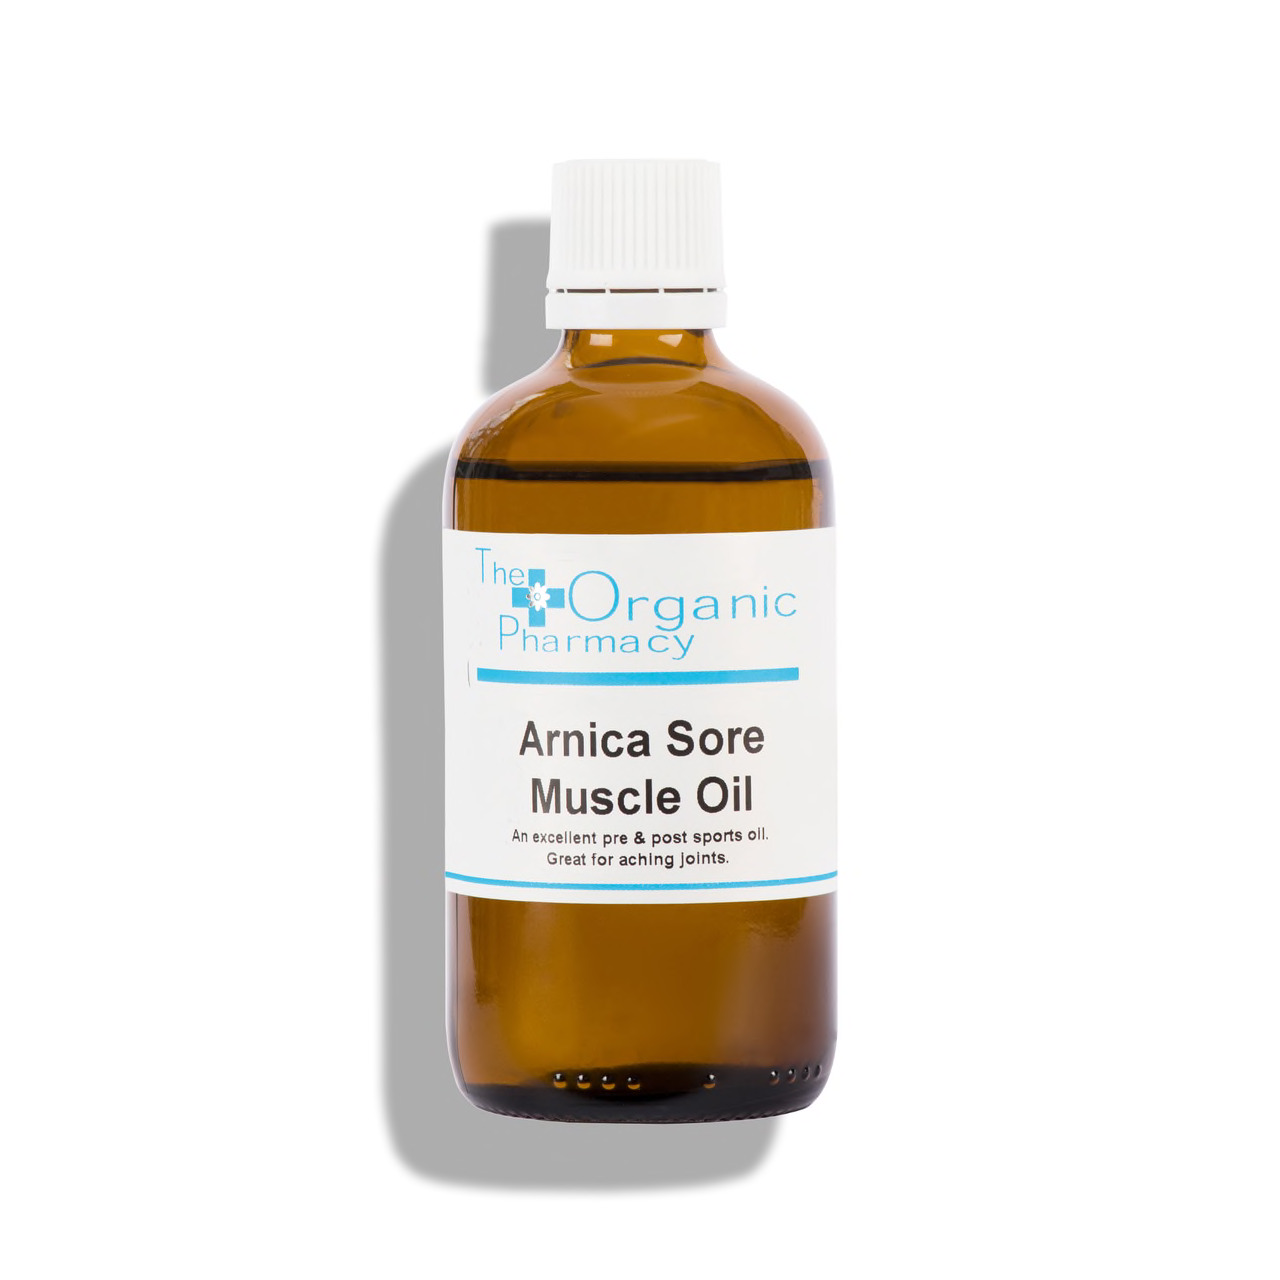 The Organic
Pharmacy
Arnica Sore
Muscle Oil
An excellent pre & post sports oil.
Great for aching joints.